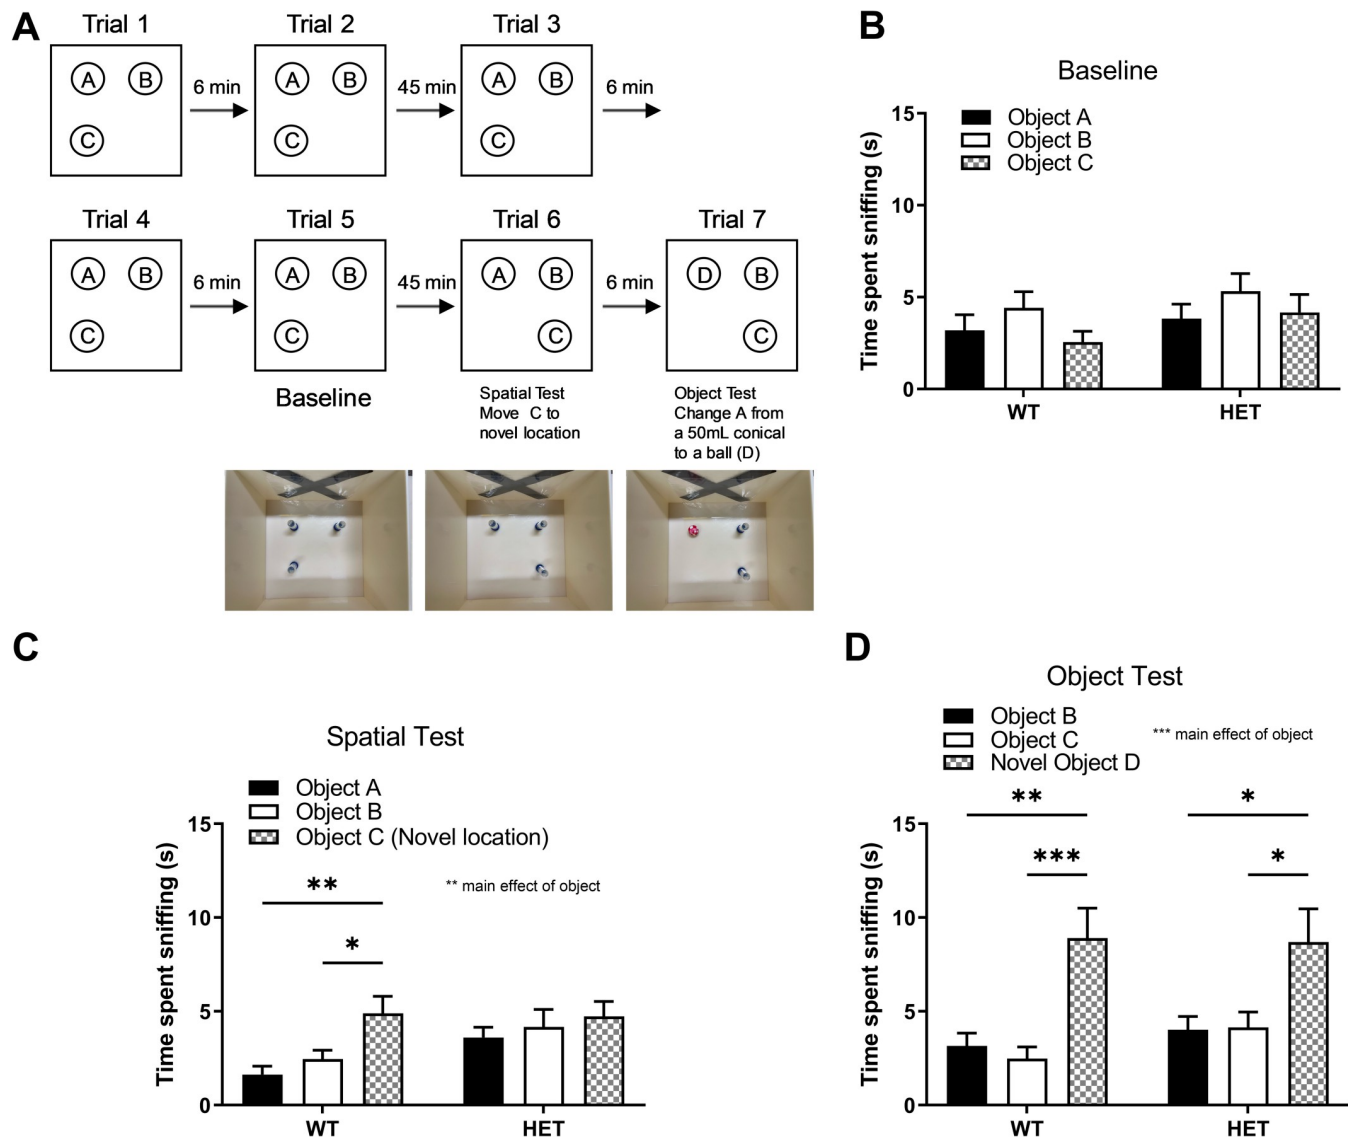 A
Trial 1
Trial 2
Trial 3
A B
C
6 min
A B
C
45 min
A B
C
6 min
Trial 4
Trial 5
Trial 6
Trial 7
A B
C
6 min
A B
C
45 min
A B
C
6 min
D B
C
Baseline
Spatial Test
Move C to
novel location
Object Test
Change A from
a 50mL conical
to a ball (D)
B
Baseline
Object A
Object B
Object C
Time spent sniffing (s)
15
10
5
0
WT
HET
C
Spatial Test
Object A
Object B
Object C (Novel location)
Time spent sniffing (s)
15
10
5
0
**
*
** main effect of object
WT
HET
D
Object Test
Object B
Object C
Novel Object D
*** main effect of object
Time spent sniffing (s)
15
10
5
0
**
***
*
*
WT
HET